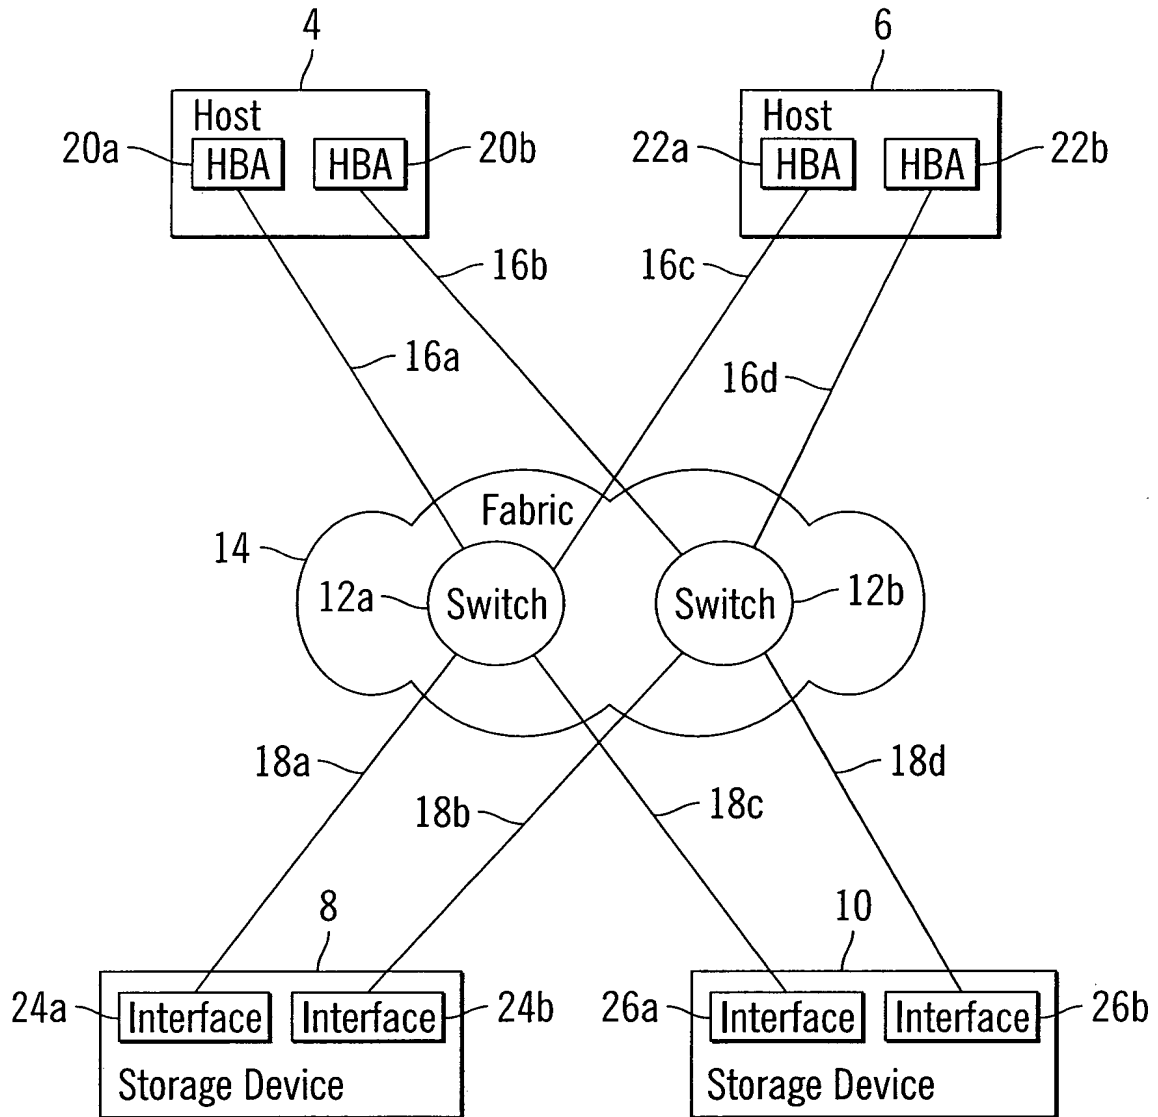 4
6
Host
Host
20a
HBA
HBA
20b
22a
HBA
HBA
22b
16b
16c
16a
16d
Fabric
14
12a
Switch
Switch
12b
18a
18d
18b
18c
8
10
24a
Interface
Interface
24b
26a
Interface
Interface
26b
Storage Device
Storage Device